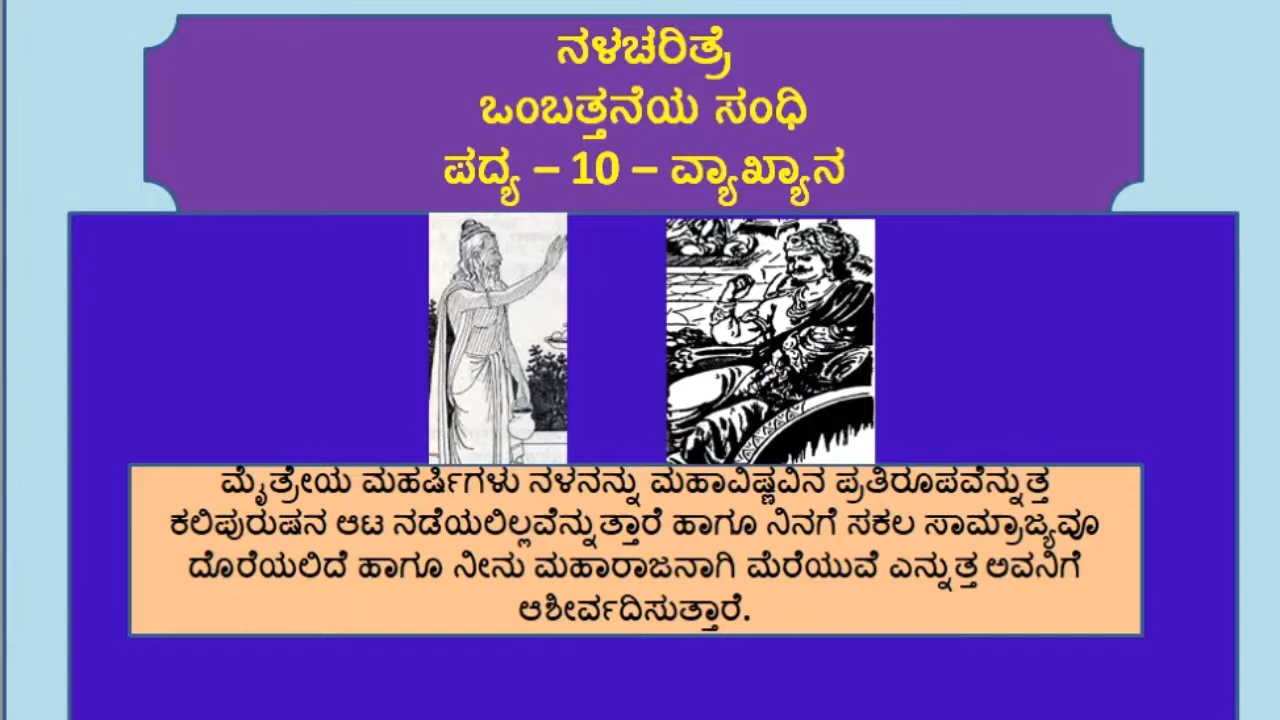 ನಳಚರಿತ್ರೆ
ಒಂಬತ್ತನೆಯ ಸಂಧಿ
ಪದ್ಯ – 10 – ವ್ಯಾಖ್ಯಾನ
ಮೈತ್ರೇಯ ಮಹರ್ಷಿಗಳು ನಳನನ್ನು ಮಹಾವಿಷ್ಣುವಿನ ಪ್ರತಿರೂಪವೆನ್ನುತ್ತ
ಕಲಿಪುರುಷನ ಆಟ ನಡೆಯಲಿಲ್ಲವೆನ್ನುತ್ತಾರೆ ಹಾಗೂ ನಿನಗೆ ಸಕಲ ಸಾಮ್ರಾಜ್ಯವೂ
ದೊರೆಯಲಿದೆ ಹಾಗೂ ನೀನು ಮಹಾರಾಜನಾಗಿ ಮೆರೆಯುವೆ ಎನ್ನುತ್ತ ಅವನಿಗೆ
ಆಶೀರ್ವದಿಸುತ್ತಾರೆ.